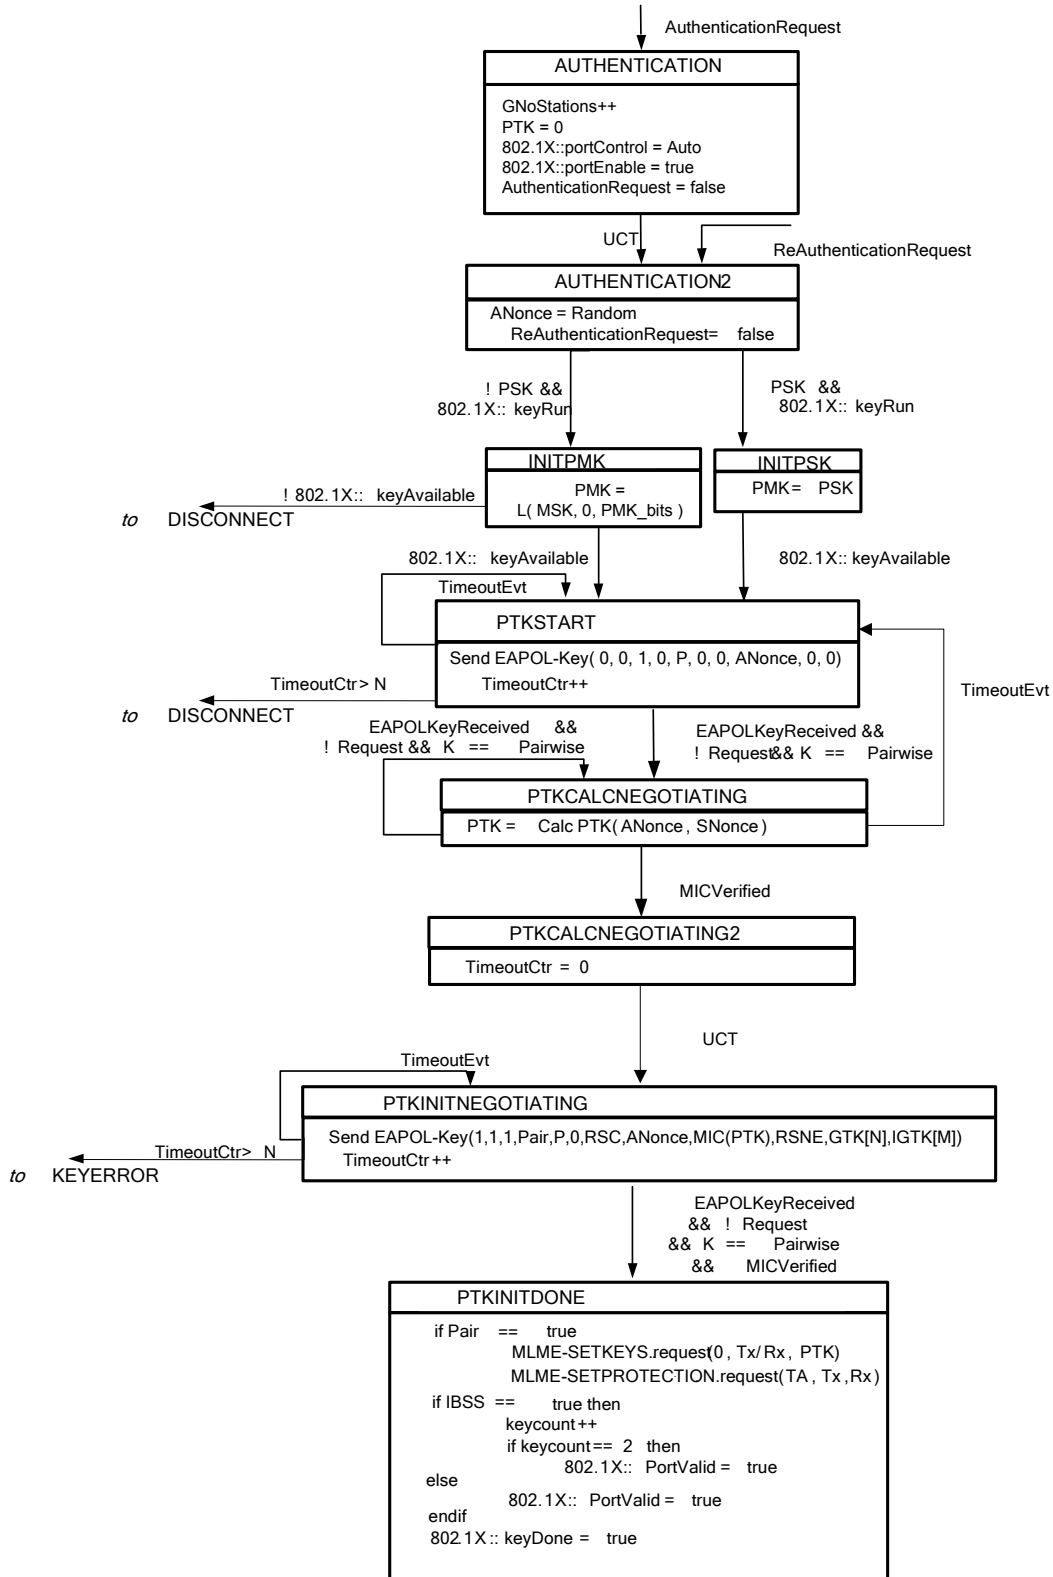 AuthenticationRequest
AUTHENTICATION
GNoStations++
PTK = 0
802.1X::portControl = Auto
802.1X::portEnable = true
AuthenticationRequest = false
UCT
ReAuthenticationRequest
AUTHENTICATION2
ANonce = Random
ReAuthenticationRequest= false
! PSK &&
802.1X:: keyRun
PSK &&
802.1X:: keyRun
INITPMK
PMK =
L( MSK, 0, PMK_bits )
INITPSK
PMK= PSK
! 802.1X:: keyAvailable
to DISCONNECT
802.1X:: keyAvailable
802.1X:: keyAvailable
TimeoutEvt
PTKSTART
Send EAPOL-Key( 0, 0, 1, 0, P, 0, 0, ANonce, 0, 0)
TimeoutCtr++
TimeoutCtr> N
to DISCONNECT
TimeoutEvt
EAPOLKeyReceived &&
! Request && K == Pairwise
EAPOLKeyReceived &&
! Request&& K == Pairwise
PTKCALCNEGOTIATING
PTK = Calc PTK( ANonce , SNonce )
MICVerified
PTKCALCNEGOTIATING2
TimeoutCtr = 0
UCT
TimeoutEvt
PTKINITNEGOTIATING
Send EAPOL-Key(1,1,1,Pair,P,0,RSC,ANonce,MIC(PTK),RSNE,GTK[N],IGTK[M])
TimeoutCtr++
TimeoutCtr> N
to KEYERROR
EAPOLKeyReceived
&& ! Request
&& K == Pairwise
&& MICVerified
PTKINITDONE
if Pair == true
MLME-SETKEYS.request(0 , Tx/ Rx , PTK)
MLME-SETPROTECTION.request(TA , Tx ,Rx )
if IBSS == true then
keycount ++
if keycount== 2 then
802.1X:: PortValid = true
else
802.1X:: PortValid = true
endif
802.1X :: keyDone = true